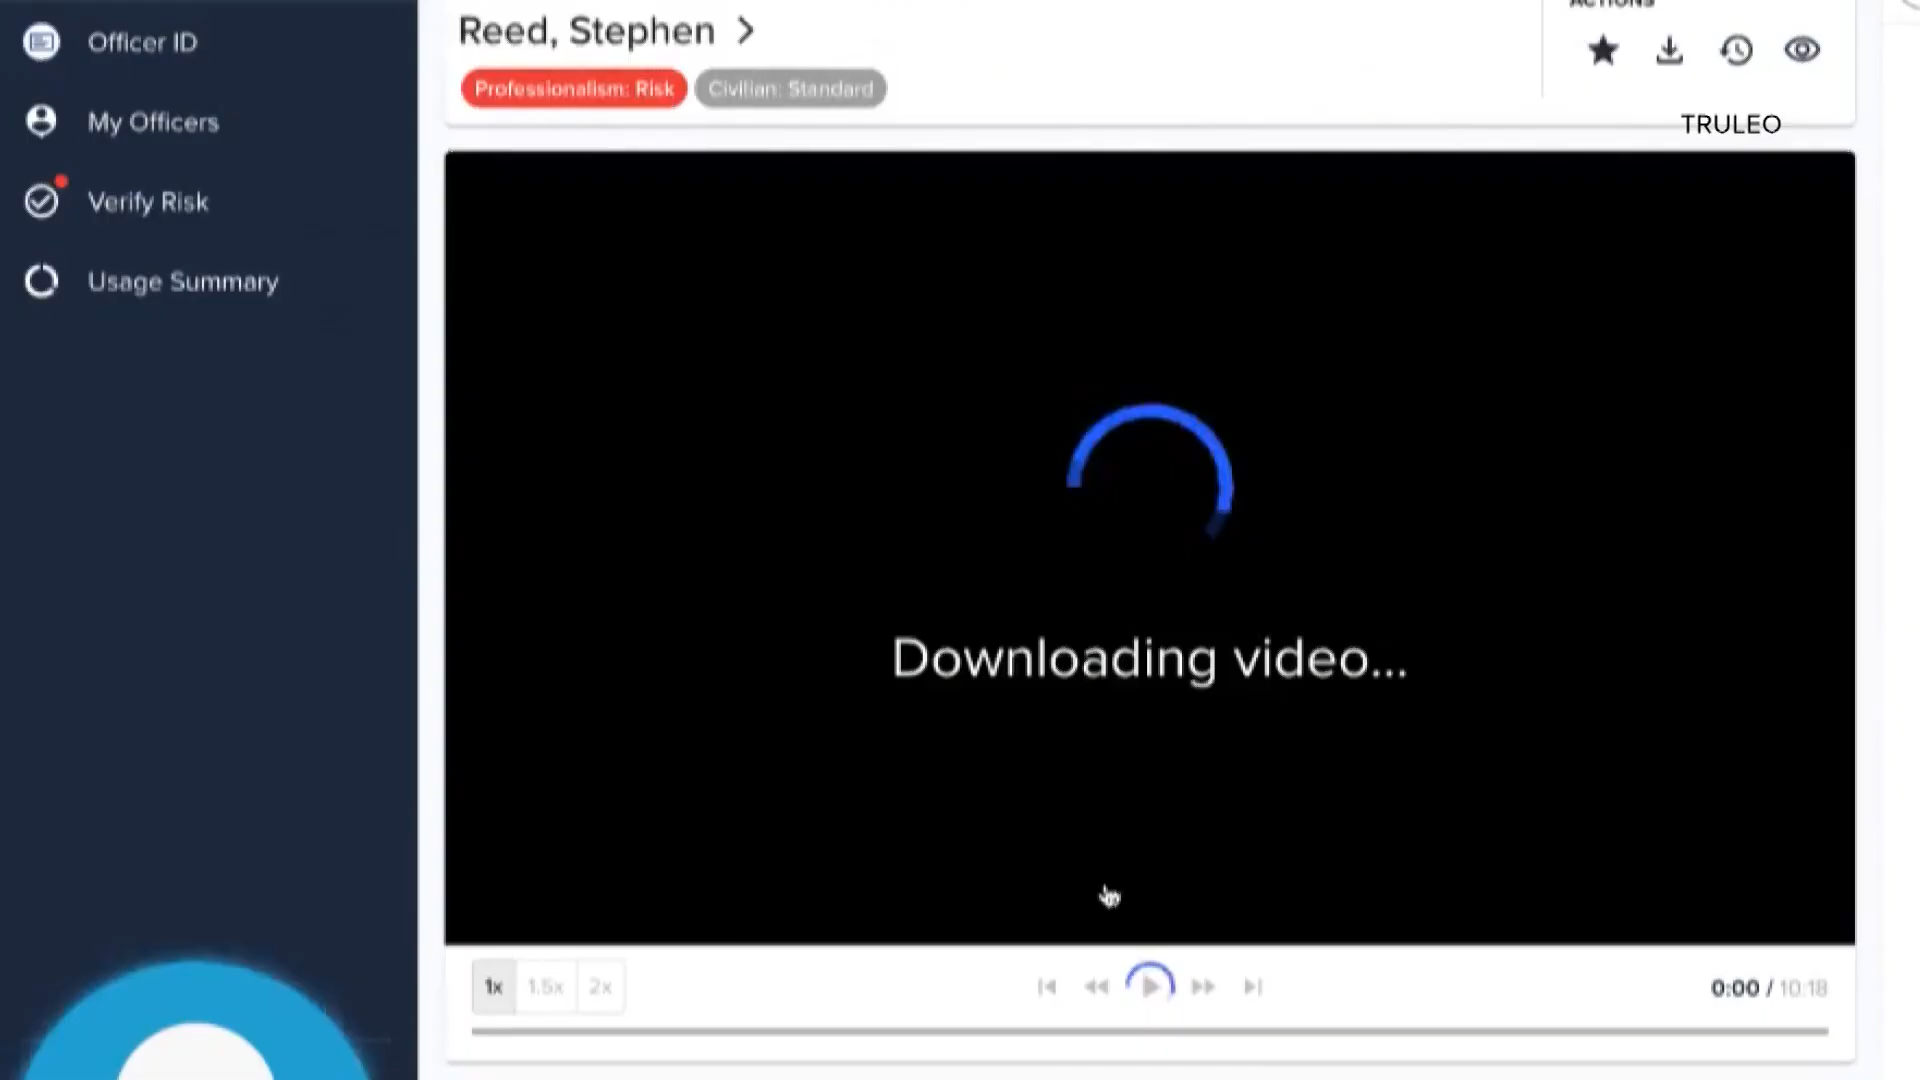 Officer ID
My Officers
Verify Risk
Usage Summary
Reed, Stephen
Professionalism: Risk
Civilian: Standard
ACTIONS
TRULEO
Downloading video...
1x
1.5x
2x
0:00 / 10:18